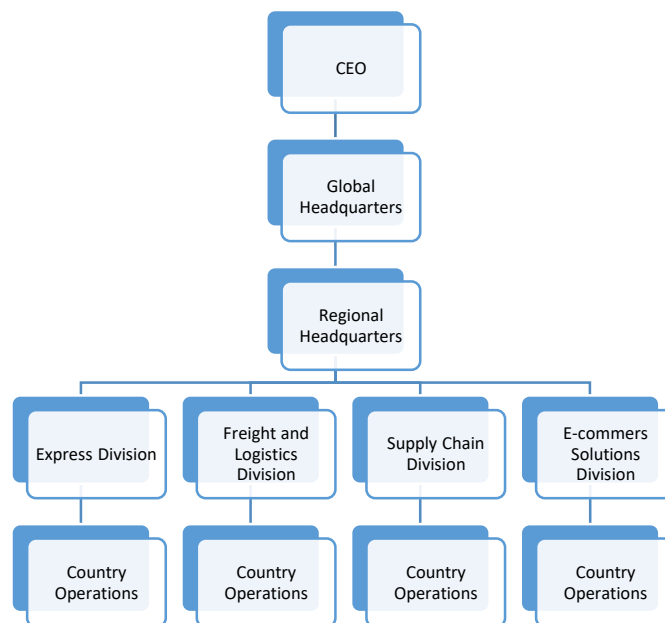 CEO
Global
Headquarters
Regional
Headquarters
Express Division
Freight and
Logistics
Division
Supply Chain
Division
E-commers
Solutions
Division
Country
Operations
Country
Operations
Country
Operations
Country
Operations